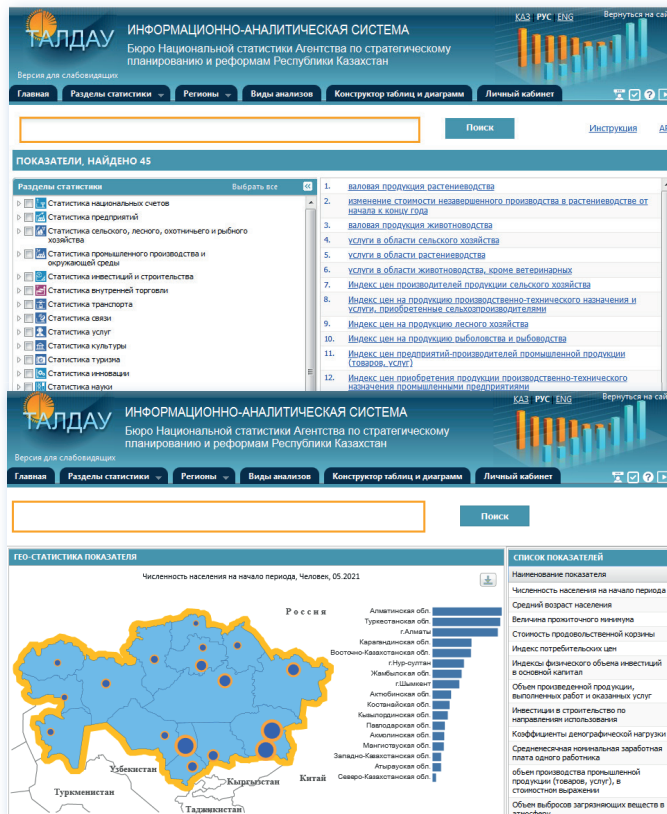 ТАЛДАУ
ИНФОРМАЦИОННО-АНАЛИТИЧЕСКАЯ СИСТЕМА
Бюро Национальной статистики Агентства по стратегическому
планированию и реформам Республики Казахстан
Версия для слабовидящих
КАЗ РУС ENG
Вернуться на сай
Главная Разделы статистики Регионы Виды анализов Конструктор таблиц и диаграмм Личный кабинет
Поиск
Инструкция
ПОКАЗАТЕЛИ, НАЙДЕНО 45
Разделы статистики Выбрать все
Статистика национальных счетов
Статистика предприятий
Статистика сельского, лесного, охотничьего и рыбного
хозяйства
Статистика промышленного производства и
окружающей среды
Статистика инвестиций и строительства
Статистика внутренней торговли
Статистика транспорта
Статистика связи
Статистика услуг
Статистика культуры
Статистика туризма
Статистика инновации
Статистика науки
1. валовая продукция растениеводства
2. изменение стоимости незавершенного производства в растениеводстве от
начала к концу года
3. валовая продукция животноводства
4. услуги в области сельского хозяйства
5. услуги в области растениеводства
6. услуги в области животноводства, кроме ветеринарных
7. Индекс цен производителей продукции сельского хозяйства
8. Индекс цен на продукцию производственно-технического назначения и
услуги, приобретенные сельхозпроизводителями
9. Индекс цен на продукцию лесного хозяйства
10. Индекс цен на продукцию рыболовства и рыбоводства
11. Индекс цен предприятий-производителей промышленной продукции
(товаров, услуг)
12. Индекс цен приобретения продукции производственно-технического
назначения промышленными предприятиями
ТАЛДАУ
ИНФОРМАЦИОННО-АНАЛИТИЧЕСКАЯ СИСТЕМА
Бюро Национальной статистики Агентства по стратегическому
планированию и реформам Республики Казахстан
Версия для слабовидящих
КАЗ РУС ENG
Вернуться на сай
Главная Разделы статистики Регионы Виды анализов Конструктор таблиц и диаграмм Личный кабинет
Поиск
ГЕО-СТАТИСТИКА ПОКАЗАТЕЛЯ
Численность населения на начало периода, Человек, 05.2021
Россия
Узбекистан
Туркменистан
Кыргызстан
Китай
Таджикистан
Алматинская обл.
Туркестанская обл.
г.Алматы
Карагандинская обл.
Восточно-Казахстанская обл.
г.Нур-султан
Жамбылская обл.
г.Шымкент
Актюбинская обл.
Костанайская обл.
Кызылординская обл.
Павлодарская обл.
Акмолинская обл.
Мангистауская обл.
Западно-Казахстанская обл.
Атырауская обл.
Северо-Казахстанская обл.
СПИСОК ПОКАЗАТЕЛЕЙ
Наименование показателя
Численность населения на начало периода
Средний возраст населения
Величина прожиточного минимума
Стоимость продовольственной корзины
Индекс потребительских цен
Индексы физического объема инвестиций
в основной капитал
Объем произведенной продукции,
выполненных работ и оказанных услуг
Инвестиции в строительство по
направлениям использования
Коэффициенты демографической нагрузки
Среднемесячная номинальная заработная
плата одного работника
объем производства промышленной
продукции (товаров, услуг), в
стоимостном выражении
Объем выбросов загрязняющих веществ в
атмосферу